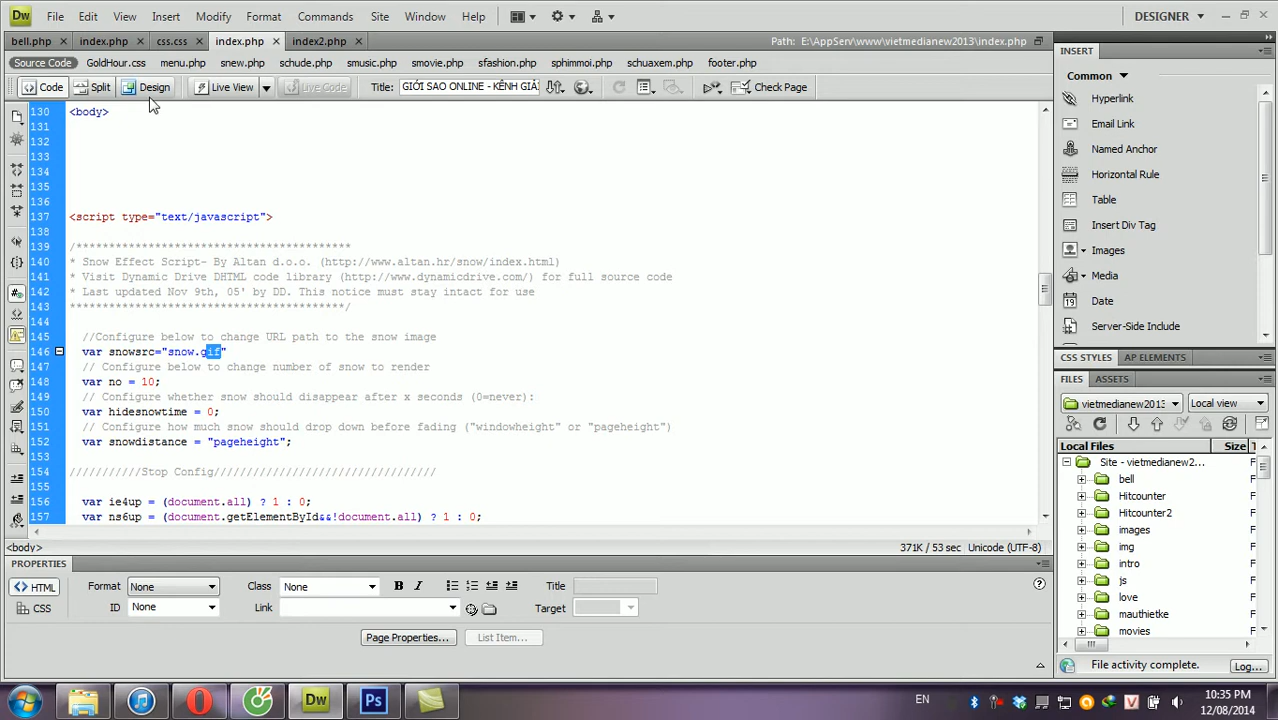 Dw File Edit View Insert Modify Format Commands Site Window Help DESIGNER
bell.php index.php css.css index.php index2.php Path: E:\AppServ\www\vietmedianew2013\index.php
Source Code GoldHour.css menu.php snew.php schude.php smusic.php smovie.php sfashion.php sphimmoi.php schuaxem.php footer.php
Code Split Design Live View Live Code Title: GIỚI SAO ONLINE - KÊNH GIẢ Check Page
130 <body>
131
132
133
134
135
136
137 <script type="text/javascript">
138
139 /******************************************
140 * Snow Effect Script- By Altan d.o.o. (http://www.altan.hr/snow/index.html)
141 * Visit Dynamic Drive DHTML code library (http://www.dynamicdrive.com/) for full source code
142 * Last updated Nov 9th, 05' by DD. This notice must stay intact for use
143 ******************************************/
144
145 //Configure below to change URL path to the snow image
146 var snowsrc="snow.gif"
147 // Configure below to change number of snow to render
148 var no = 10;
149 // Configure whether snow should disappear after x seconds (0=never):
150 var hidesnowtime = 0;
151 // Configure how much snow should drop down before fading ("windowheight" or "pageheight")
152 var snowdistance = "pageheight";
153
154 ///////////Stop Config//////////////////////////////////
155
156 var ie4up = (document.all) ? 1 : 0;
157 var ns6up = (document.getElementById&&!document.all) ? 1 : 0;
<body> 371K / 53 sec Unicode (UTF-8)
PROPERTIES
HTML Format None Class None B I Title
CSS ID None Link Target
Page Properties... List Item...
INSERT
Common
Hyperlink
Email Link
Named Anchor
Horizontal Rule
Table
Insert Div Tag
Images
Media
Date
Server-Side Include
CSS STYLES AP ELEMENTS
FILES ASSETS
vietmedianew2013 Local view
Local Files Size T
Site - vietmedianew2... F
bell F
Hitcounter F
Hitcounter2 F
images F
img F
intro F
js F
love F
mauthietke F
movies F
File activity complete. Log...
Dw Ps EN V 10:35 PM
12/08/2014